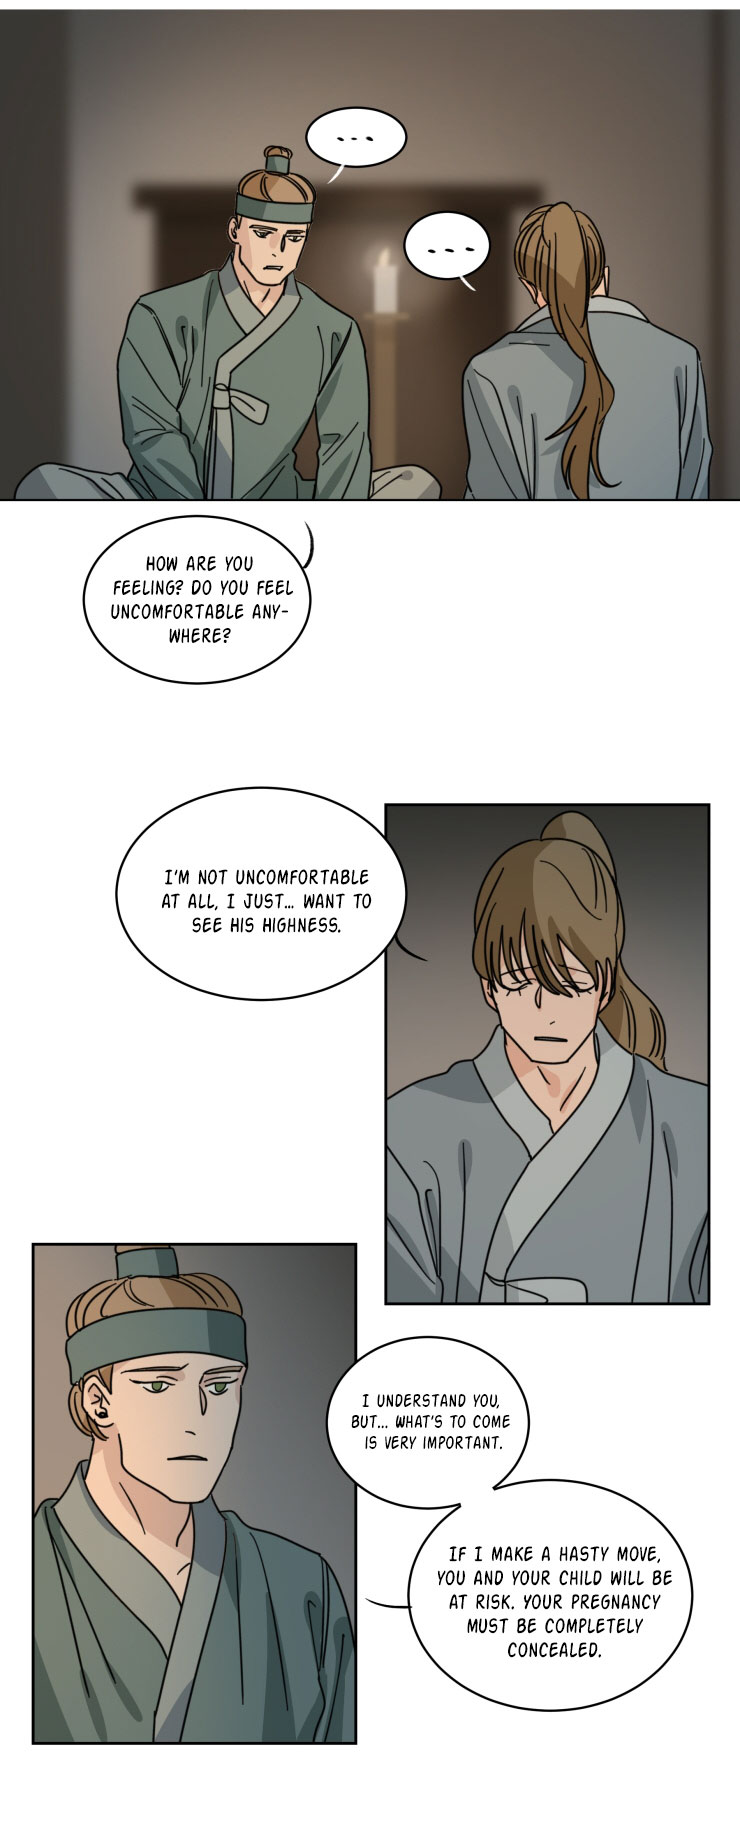 ...
...
HOW ARE YOU
FEELING? DO YOU FEEL
UNCOMFORTABLE ANY-
WHERE?
I'M NOT UNCOMFORTABLE
AT ALL, I JUST... WANT TO
SEE HIS HIGHNESS.
I UNDERSTAND YOU,
BUT... WHAT'S TO COME
IS VERY IMPORTANT.
IF I MAKE A HASTY MOVE,
YOU AND YOUR CHILD WILL BE
AT RISK. YOUR PREGNANCY
MUST BE COMPLETELY
CONCEALED.